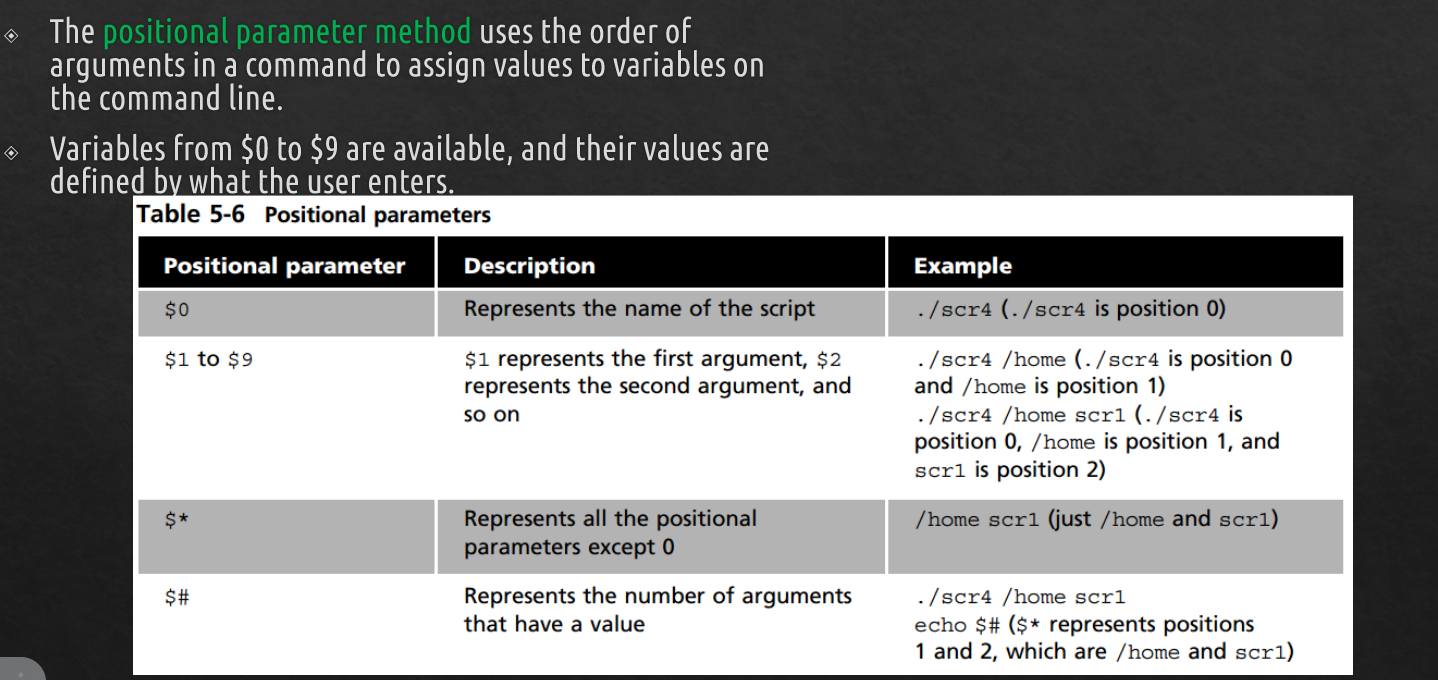 The positional parameter method uses the order of
arguments in a command to assign values to variables on
the command line.
Variables from $0 to $9 are available, and their values are
defined by what the user enters.
Table 5-6 Positional parameters
Positional parameter Description Example
$0 Represents the name of the script ./scr4 (./scr4 is position 0)
$1 to $9 $1 represents the first argument, $2 ./scr4 /home (./scr4 is position 0
represents the second argument, and and /home is position 1)
so on ./scr4 /home scr1 (./scr4 is
position 0, /home is position 1, and
scr1 is position 2)
$* Represents all the positional /home scr1 (just /home and scr1)
parameters except 0
$# Represents the number of arguments ./scr4 /home scr1
that have a value echo $# ($* represents positions
1 and 2, which are /home and scr1)